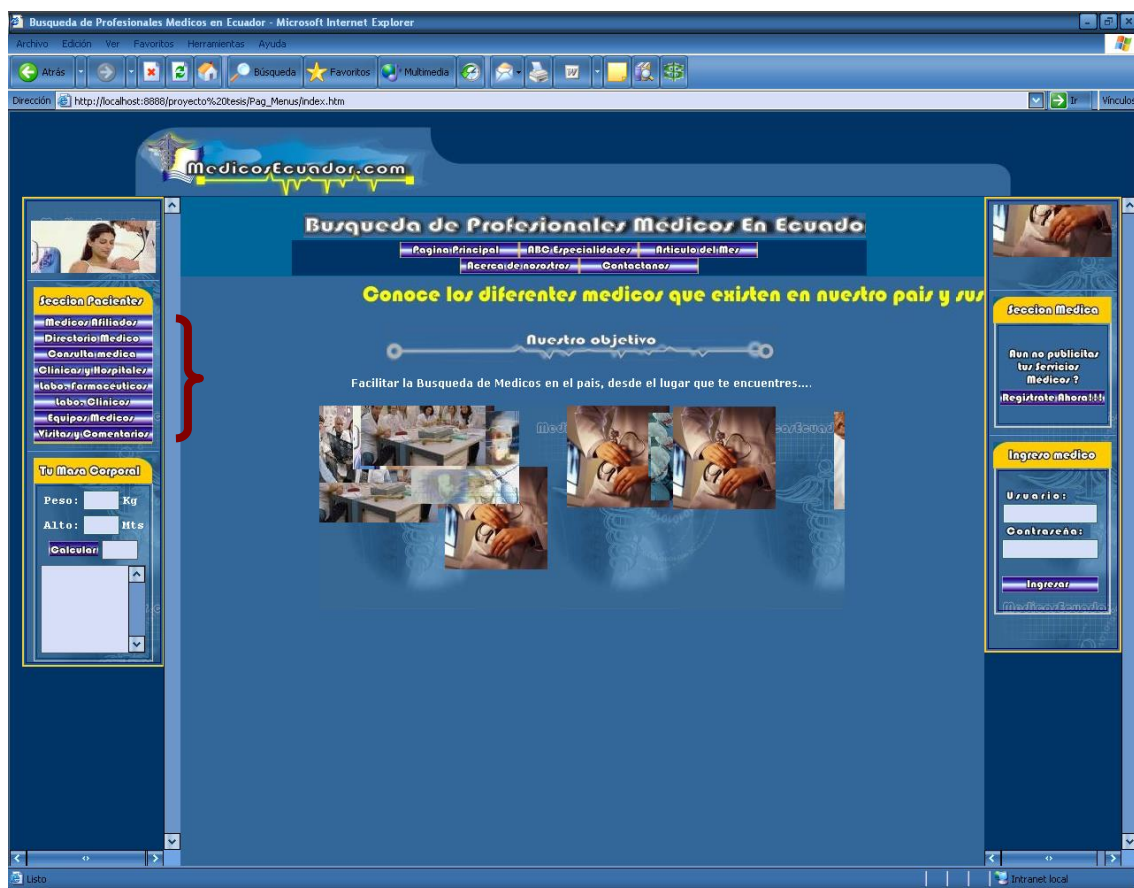 Busqueda de Profesionales Medicos en Ecuador - Microsoft Internet Explorer
Archivo Edición Ver Favoritos Herramientas Ayuda
Atrás Búsqueda Favoritos Multimedia
Dirección http://localhost:8888/proyecto%20tesis/Pag_Menus/index.htm Ir Vínculos
MedicosEcuador.com
Busqueda de Profesionales Médicos En Ecuado
Pagina Principal ABC Especialidades Articulo del Mes
Acerca de nosostros Contactanos
Conoce los diferentes medicos que existen en nuestro pais y sus
Nuestro objetivo
Facilitar la Busqueda de Medicos en el pais, desde el lugar que te encuentres....
Seccion Pacientes
Medicos Afiliados
Directorio Medico
Consulta medica
Clinicas y Hospitales
Labo. Farmaceuticos
Labo. Clinicos
Equipos Medicos
Visitas y Comentarios
Tu Masa Corporal
Peso: Kg
Alto: Mts
Calcular
Seccion Medica
Aun no publicitas
tus Servicios
Medicos ?
Registrate Ahora!!!
Ingreso medico
Usuario:
Contraseña:
Ingresar
MedicosEcuador
Listo Intranet local